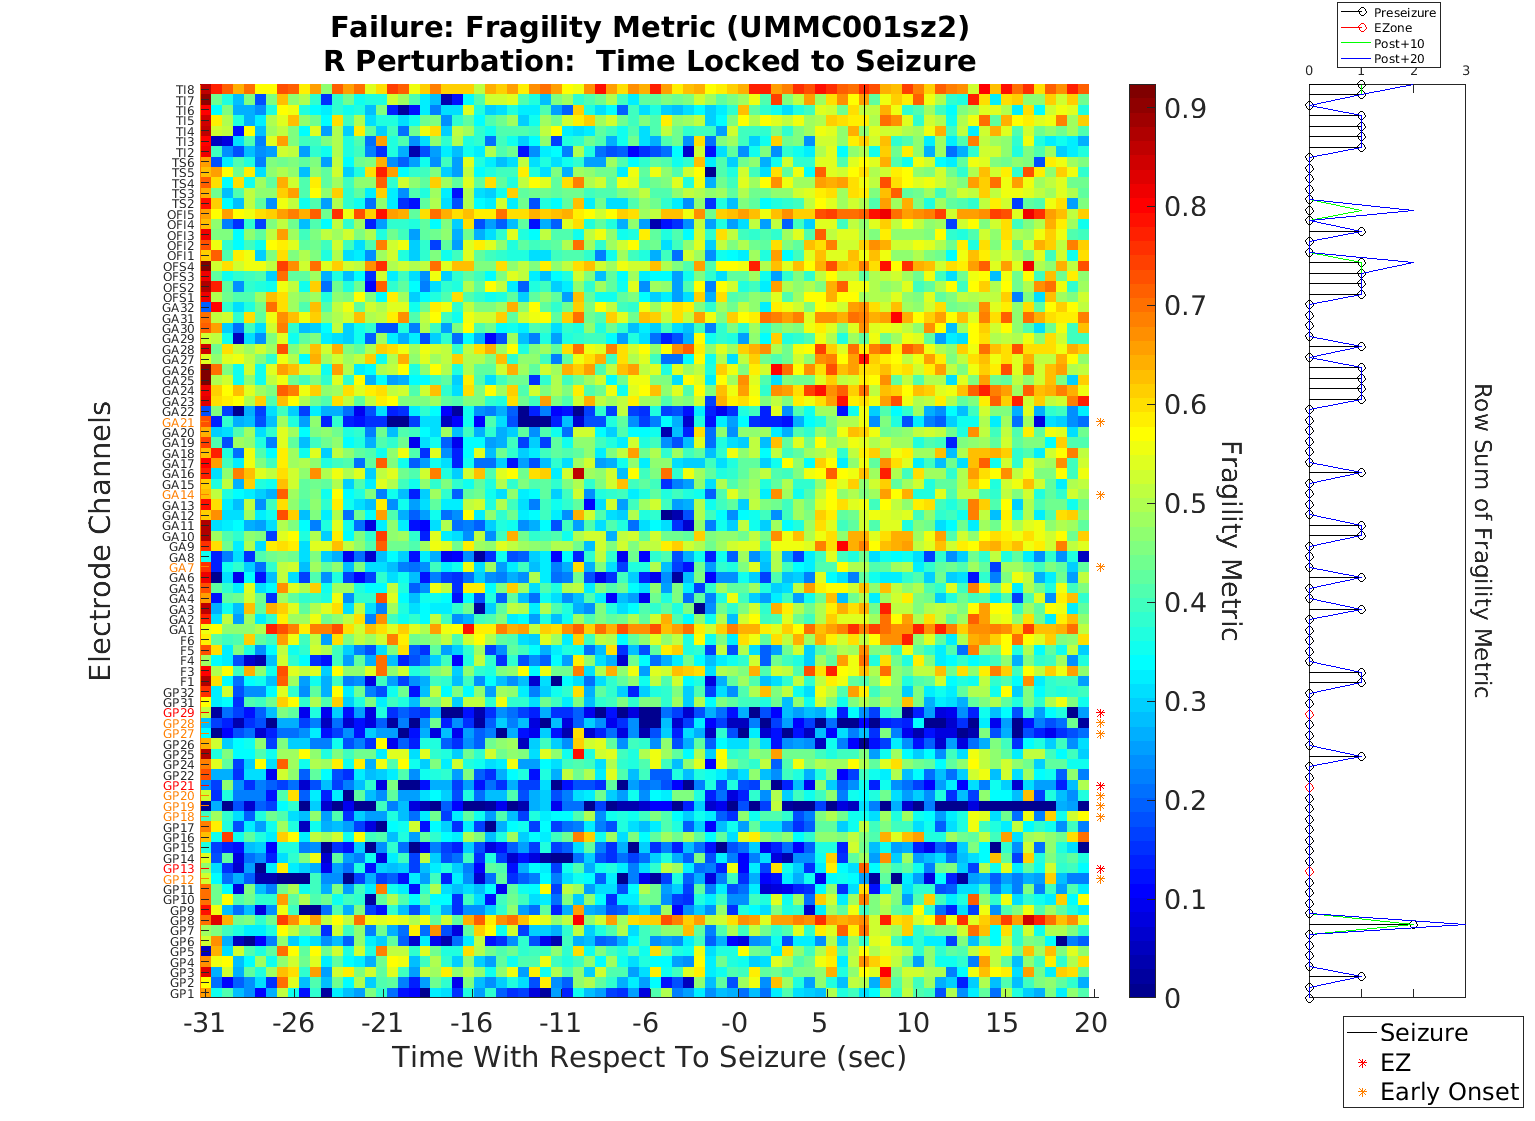 Failure: Fragility Metric (UMMC001sz2)
R Perturbation:  Time Locked to Seizure
Preseizure
EZone
Post+10
Post+20
0
1
2
3
Electrode Channels
TI8
TI7
TI6
TI5
TI4
TI3
TI2
TS6
TS5
TS4
TS3
TS2
OFI5
OFI4
OFI3
OFI2
OFI1
OFS4
OFS3
OFS2
OFS1
GA32
GA31
GA30
GA29
GA28
GA27
GA26
GA25
GA24
GA23
GA22
GA21
GA20
GA19
GA18
GA17
GA16
GA15
GA14
GA13
GA12
GA11
GA10
GA9
GA8
GA7
GA6
GA5
GA4
GA3
GA2
GA1
F6
F5
F4
F3
F1
GP32
GP31
GP29
GP28
GP27
GP26
GP25
GP24
GP22
GP21
GP20
GP19
GP18
GP17
GP16
GP15
GP14
GP13
GP12
GP11
GP10
GP9
GP8
GP7
GP6
GP5
GP4
GP3
GP2
GP1
-31
-26
-21
-16
-11
-6
-0
5
10
15
20
Time With Respect To Seizure (sec)
0.9
0.8
0.7
0.6
0.5
0.4
0.3
0.2
0.1
0
Fragility Metric
Row Sum of Fragility Metric
Seizure
EZ
Early Onset